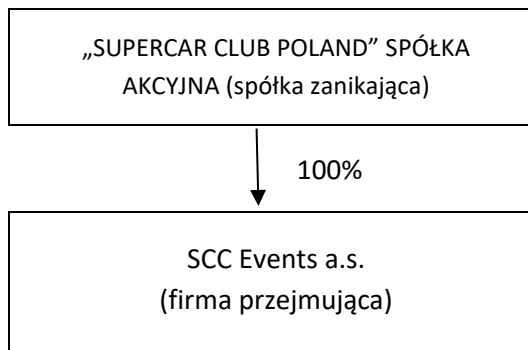 „SUPERCAR CLUB POLAND” SPÓŁKA
AKCYJNA (spółka zanikająca)
100%
SCC Events a.s.
(firma przejmująca)